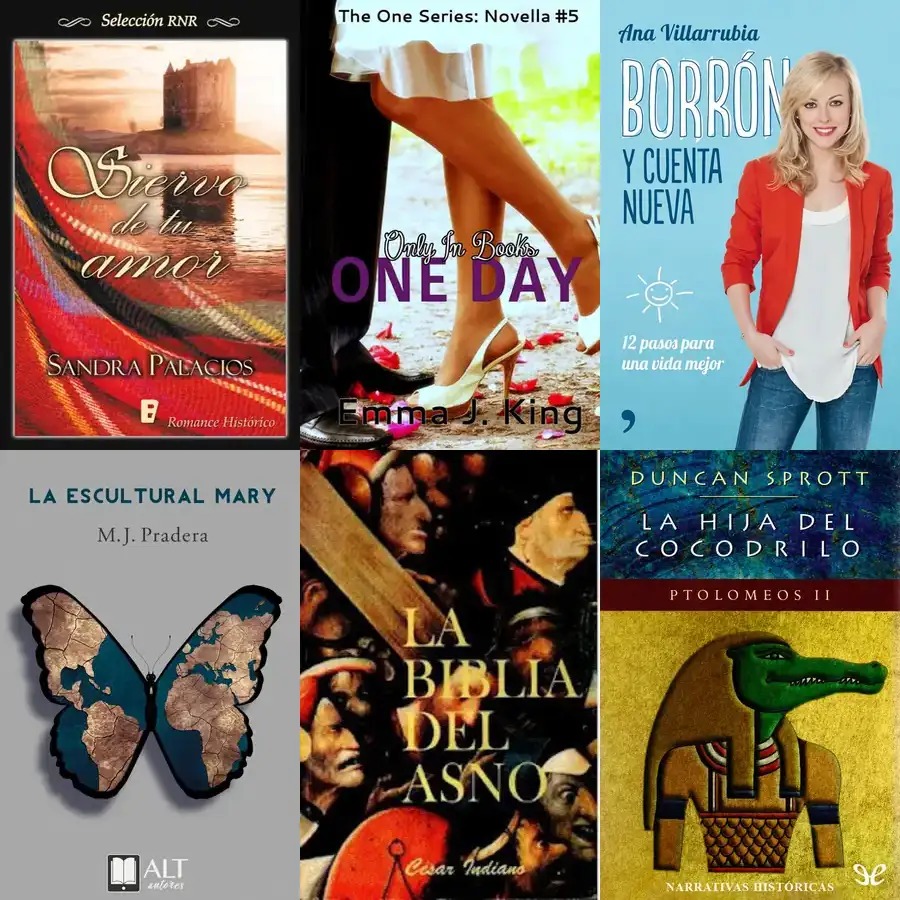 Selección RNR
Siervo
de tu
amor
SANDRA PALACIOS
B
Romance Histórico
The One Series: Novella #5
Only In Books
ONE DAY
Emma J. King
Ana Villarrubia
BORRÓN
Y CUENTA
NUEVA
12 pasos para
una vida mejor
LA ESCULTURAL MARY
M.J. Pradera
ALT
autores
LA
BIBLIA
DEL
ASNO
César Indiano
DUNCAN SPROTT
LA HIJA DEL
COCODRILO
PTOLOMEOS II
NARRATIVAS HISTÓRICAS